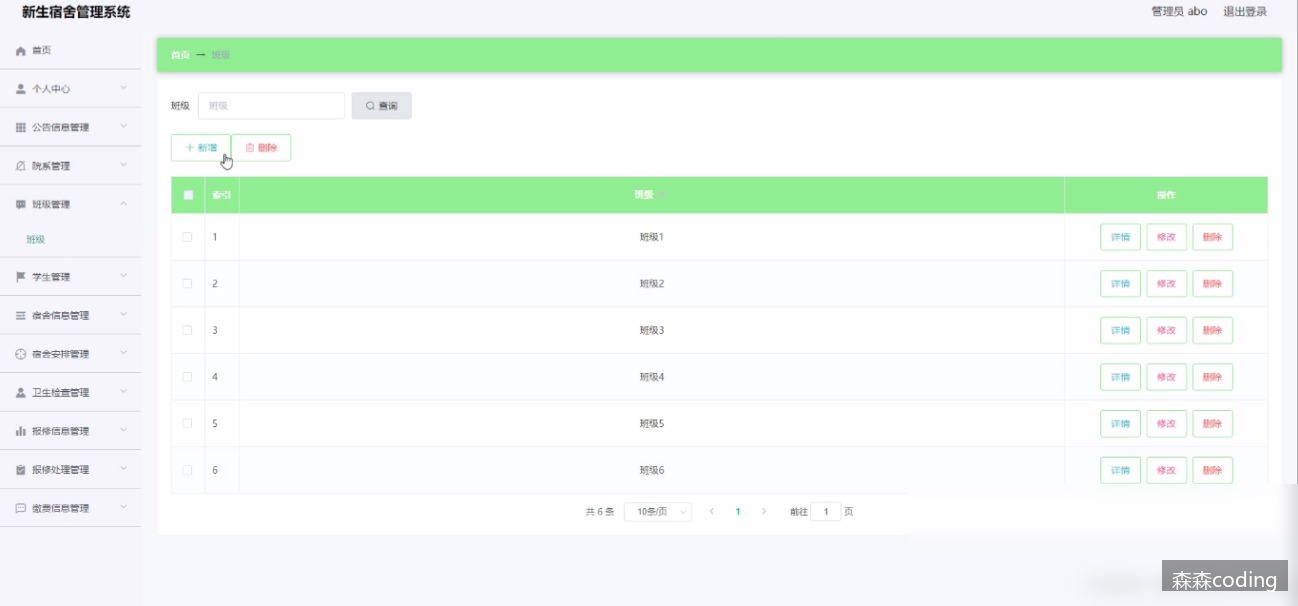 新生宿舍管理系统
管理员 abo 退出登录
首页
个人中心
公告信息管理
院系管理
班级管理
班级
学生管理
宿舍信息管理
宿舍安排管理
卫生检查管理
报修信息管理
报修处理管理
缴费信息管理
首页 → 班级
班级 班级 查询
新增 删除
索引 班级 操作
1 班级1 详情 修改 删除
2 班级2 详情 修改 删除
3 班级3 详情 修改 删除
4 班级4 详情 修改 删除
5 班级5 详情 修改 删除
6 班级6 详情 修改 删除
共 6 条 10条/页 1 前往 1 页
森森coding